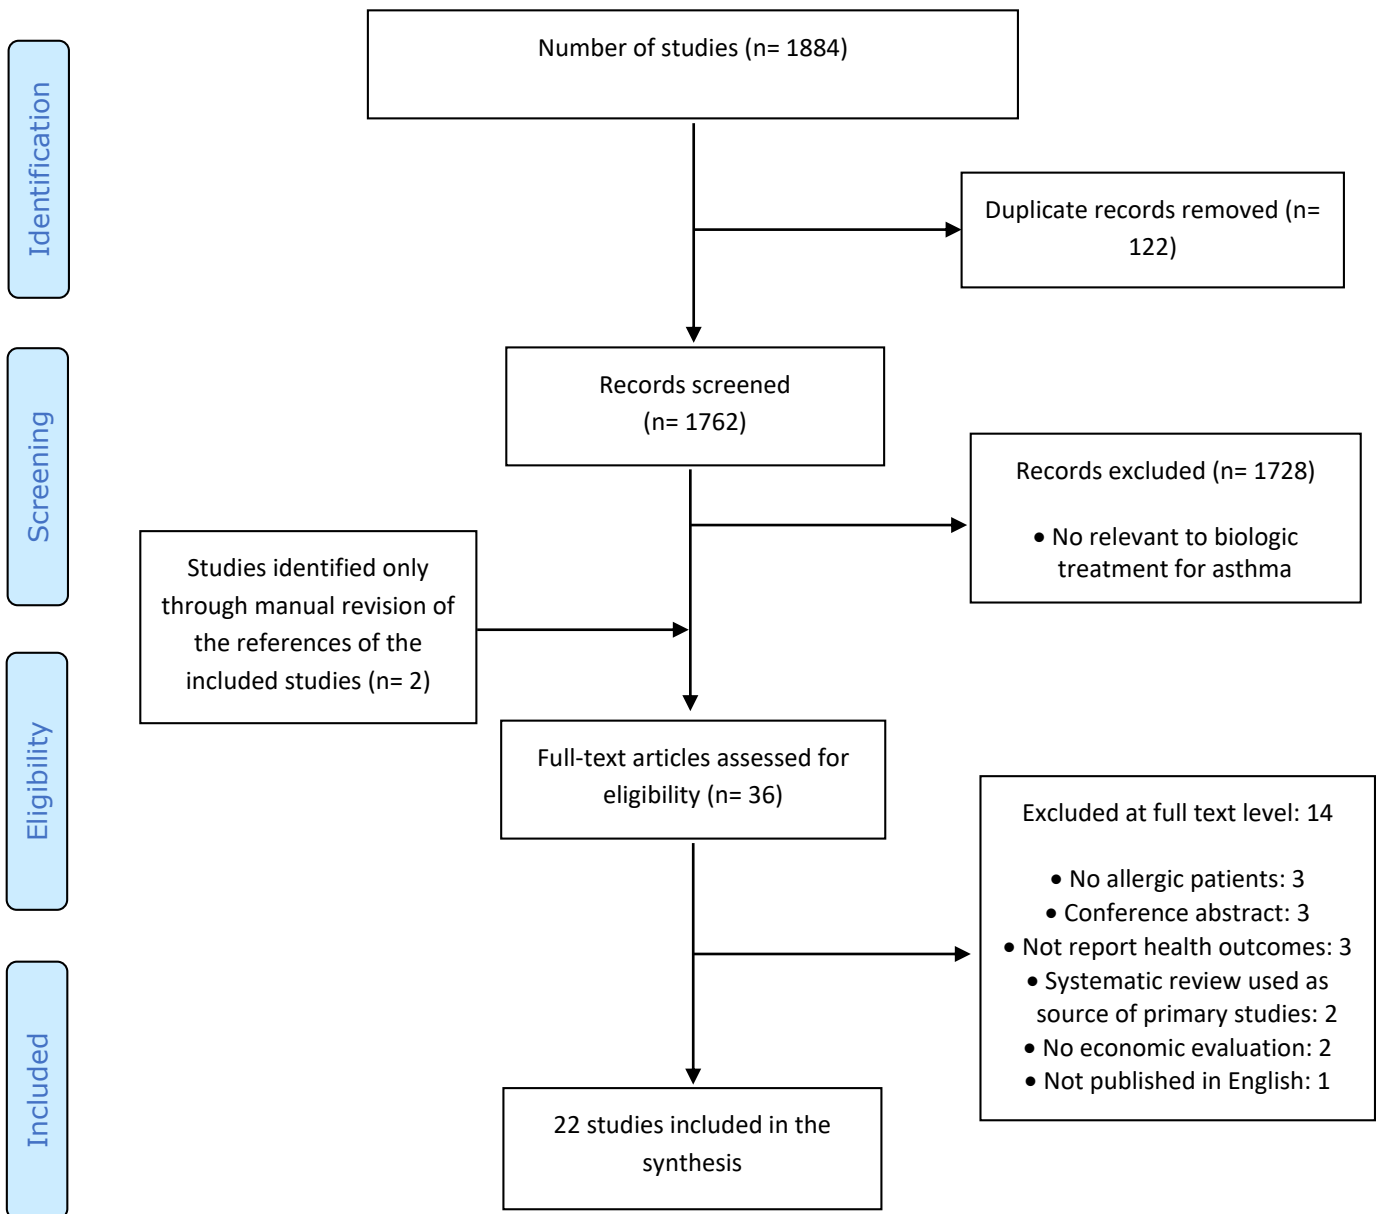 Identification
Number of studies (n= 1884)
Duplicate records removed (n=
122)
Screening
Records screened
(n= 1762)
Records excluded (n= 1728)
• No relevant to biologic
treatment for asthma
Studies identified only
through manual revision of
the references of the
included studies (n= 2)
Eligibility
Full-text articles assessed for
eligibility (n= 36)
Excluded at full text level: 14
• No allergic patients: 3
• Conference abstract: 3
• Not report health outcomes: 3
• Systematic review used as
source of primary studies: 2
• No economic evaluation: 2
• Not published in English: 1
Included
22 studies included in the
synthesis